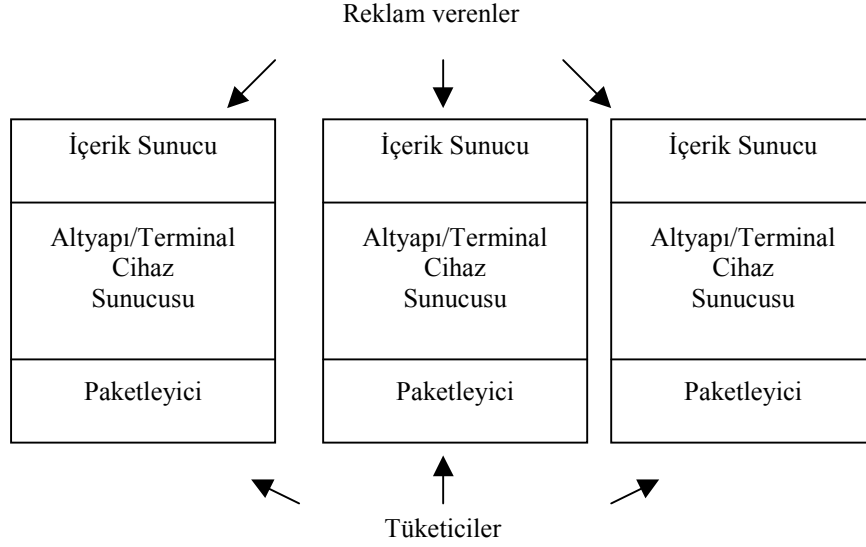 Reklam verenler
İçerik Sunucu
Altyapı/Terminal
Cihaz
Sunucusu
Paketleyici
İçerik Sunucu
Altyapı/Terminal
Cihaz
Sunucusu
Paketleyici
İçerik Sunucu
Altyapı/Terminal
Cihaz
Sunucusu
Paketleyici
Tüketiciler